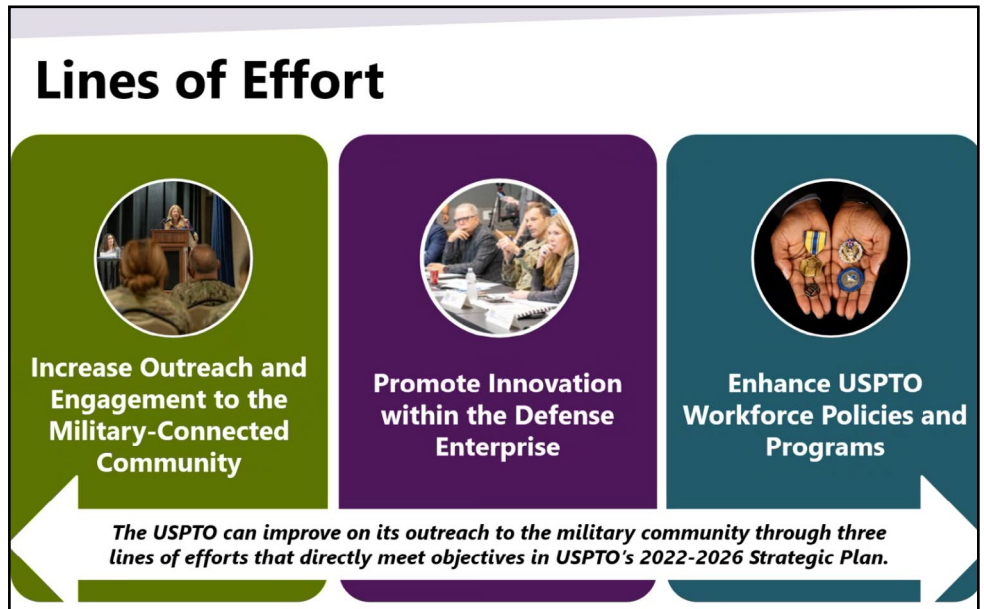 Lines of Effort
Increase Outreach and
Engagement to the
Military-Connected
Community
Promote Innovation
within the Defense
Enterprise
Enhance USPTO
Workforce Policies and
Programs
The USPTO can improve on its outreach to the military community through three
lines of efforts that directly meet objectives in USPTO's 2022-2026 Strategic Plan.